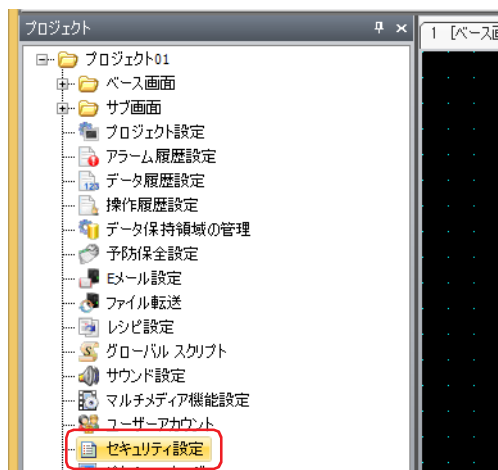 プロジェクト
1 [ベース画
プロジェクト01
ベース画面
サブ画面
プロジェクト設定
アラーム履歴設定
データ履歴設定
操作履歴設定
データ保持領域の管理
予防保全設定
Eメール設定
ファイル転送
レシピ設定
グローバル スクリプト
サウンド設定
マルチメディア機能設定
ユーザーアカウント
セキュリティ設定